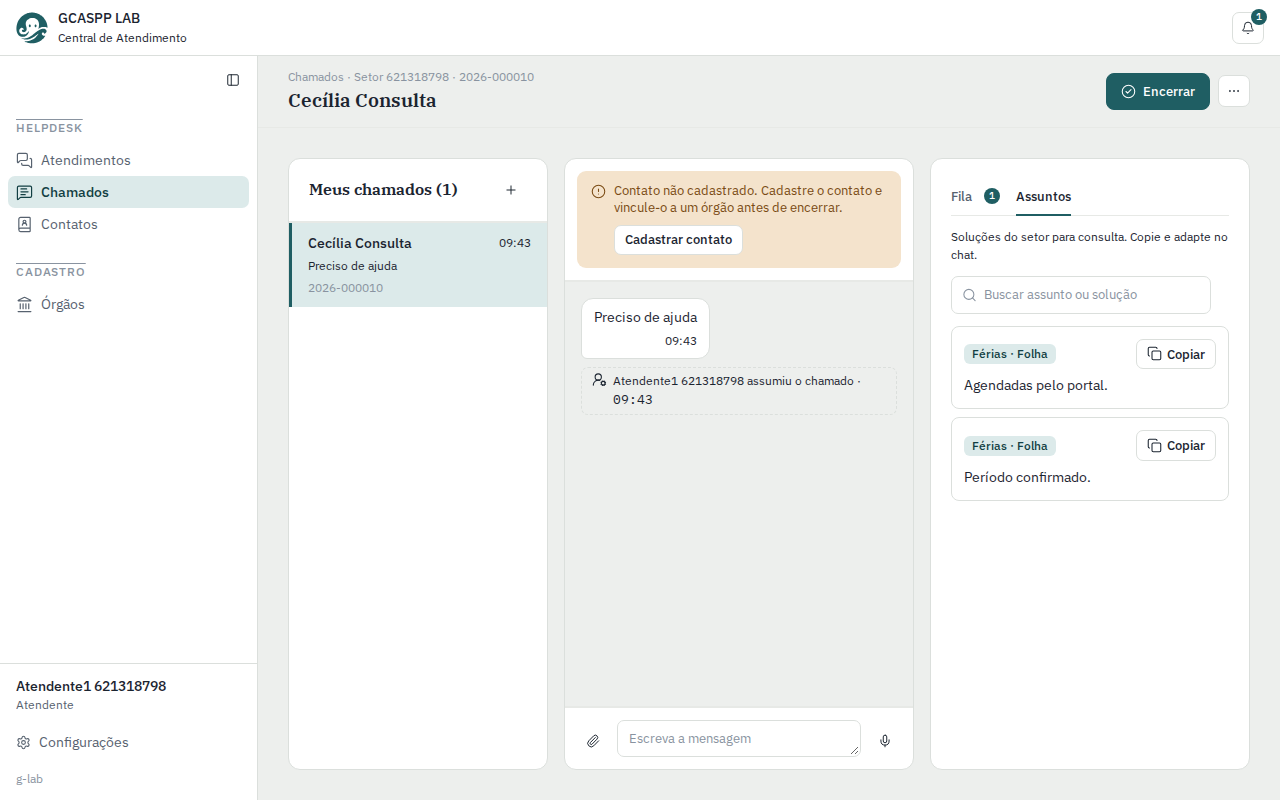 GCASPP LAB
Central de Atendimento
1
HELPDESK
Atendimentos
Chamados
Contatos
CADASTRO
Órgãos
Atendente1 621318798
Atendente
Configurações
g-lab
Chamados · Setor 621318798 · 2026-000010
Cecília Consulta
Encerrar
Meus chamados (1)
Cecília Consulta 09:43
Preciso de ajuda
2026-000010
Contato não cadastrado. Cadastre o contato e
vincule-o a um órgão antes de encerrar.
Cadastrar contato
Preciso de ajuda
09:43
Atendente1 621318798 assumiu o chamado ·
09:43
Escreva a mensagem
Fila 1 Assuntos
Soluções do setor para consulta. Copie e adapte no
chat.
Buscar assunto ou solução
Férias · Folha Copiar
Agendadas pelo portal.
Férias · Folha Copiar
Período confirmado.